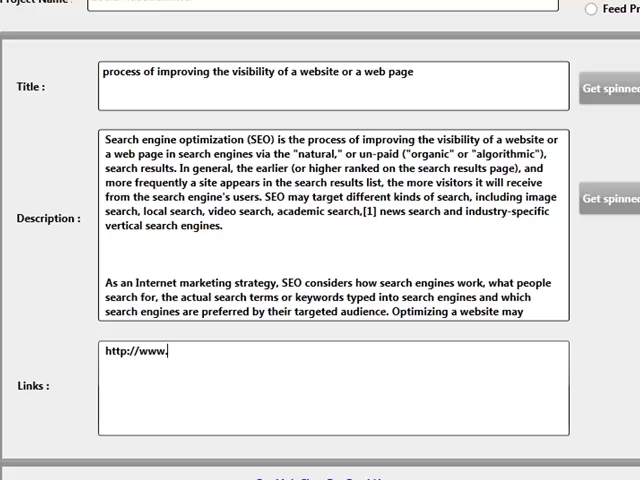 Project Name :
Feed Pr
Title :
process of improving the visibility of a website or a web page
Get spinned
Description :
Search engine optimization (SEO) is the process of improving the visibility of a website or
a web page in search engines via the "natural," or un-paid ("organic" or "algorithmic"),
search results. In general, the earlier (or higher ranked on the search results page), and
more frequently a site appears in the search results list, the more visitors it will receive
from the search engine's users. SEO may target different kinds of search, including image
search, local search, video search, academic search,[1] news search and industry-specific
vertical search engines.
Get spinned
As an Internet marketing strategy, SEO considers how search engines work, what people
search for, the actual search terms or keywords typed into search engines and which
search engines are preferred by their targeted audience. Optimizing a website may
Links :
http://www.